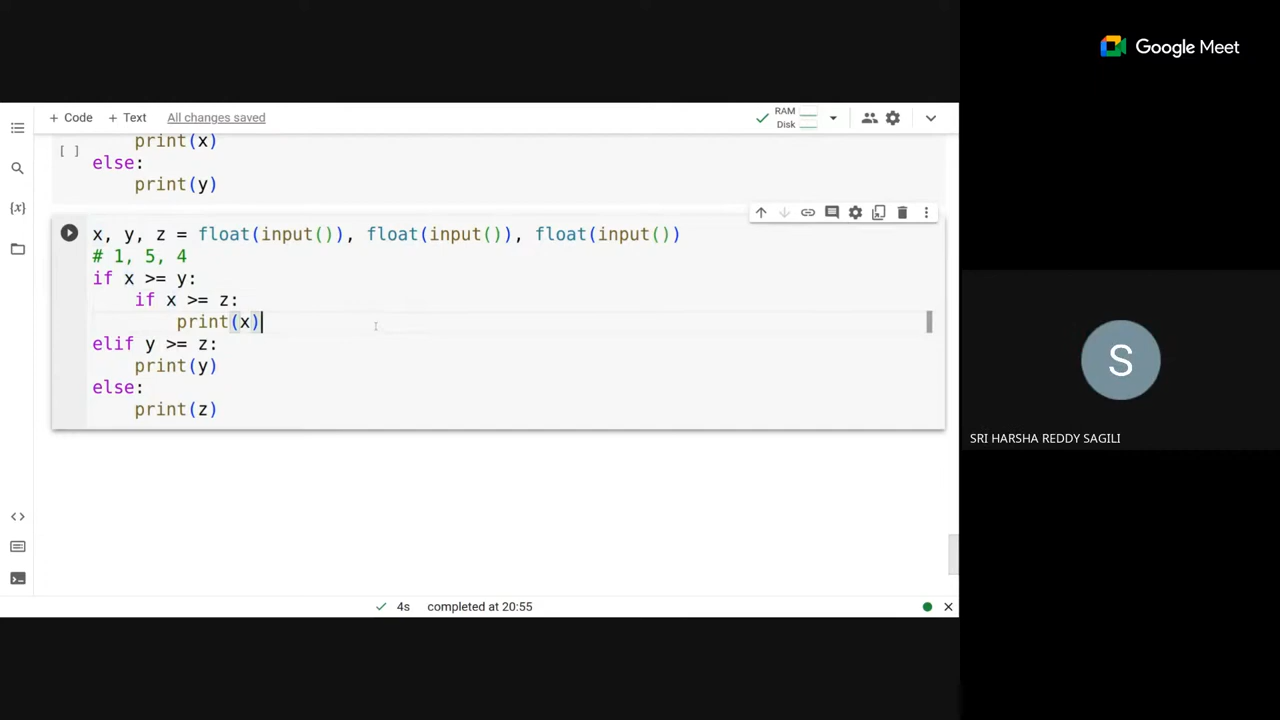 Google Meet
+ Code + Text All changes saved RAM
Disk
print(x)
[ ]
else:
    print(y)
x, y, z = float(input()), float(input()), float(input())
# 1, 5, 4
if x >= y:
    if x >= z:
        print(x)
elif y >= z:
    print(y)
else:
    print(z)
{x}
S
SRI HARSHA REDDY SAGILI
4s completed at 20:55